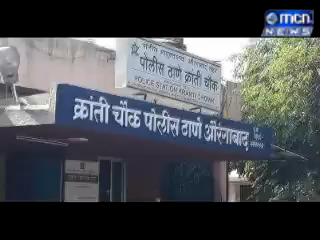 mcn
NEWS
पोलीस ठाणे क्रांती चौक
POLICE STATION KRANTI CHOWK
क्रांती चौक पोलीस ठाणे औरंगाबाद